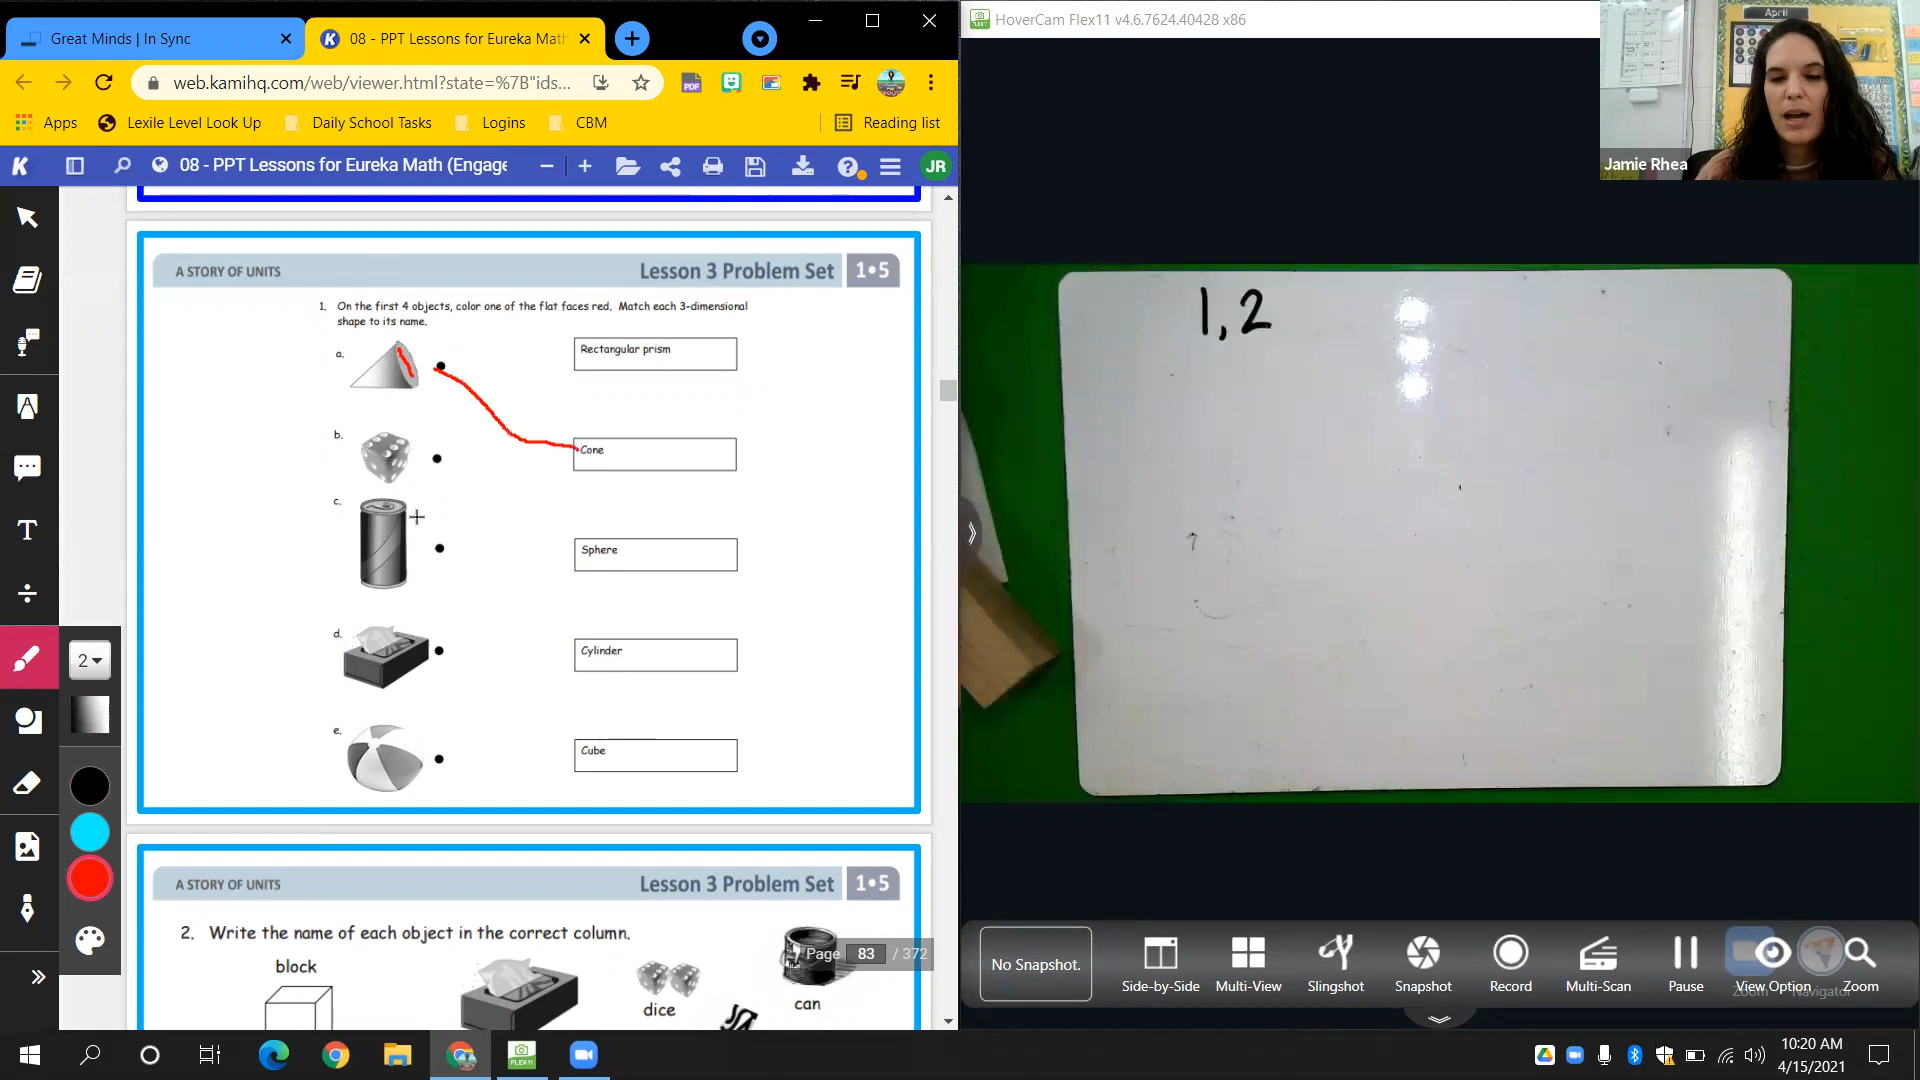 Great Minds | In Sync
08 - PPT Lessons for Eureka Math
web.kamihq.com/web/viewer.html?state=%7B"ids...
Apps
Lexile Level Look Up
Daily School Tasks
Logins
CBM
Reading list
08 - PPT Lessons for Eureka Math (Engage
JR
A STORY OF UNITS
Lesson 3 Problem Set
1•5
1. On the first 4 objects, color one of the flat faces red. Match each 3-dimensional
shape to its name.
a.
Rectangular prism
b.
Cone
c.
Sphere
d.
Cylinder
e.
Cube
2
A STORY OF UNITS
Lesson 3 Problem Set
1•5
2. Write the name of each object in the correct column.
block
dice
can
Page 83 / 372
HoverCam Flex11 v4.6.7624.40428 x86
April
Jamie Rhea
1, 2
No Snapshot.
Side-by-Side
Multi-View
Slingshot
Snapshot
Record
Multi-Scan
Pause
View Option
Zoom
Zoom
Navigator
PDF
FLEX11
10:20 AM
4/15/2021